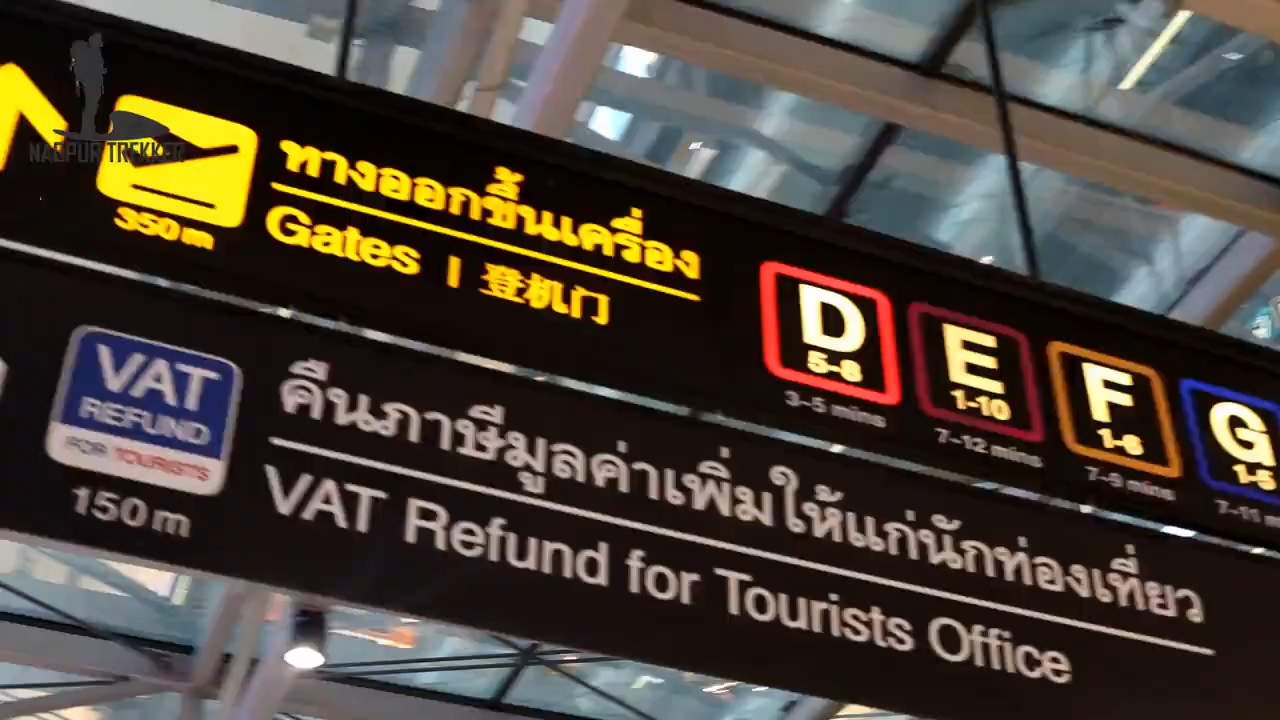 NAGPUR TREKKER
350 m
ทางออกขึ้นเครื่อง
Gates | 登机门
D
5-8
3-5 mins
E
1-10
7-12 mins
F
1-6
7-9 mins
G
1-5
7-11 m
VAT
REFUND
FOR TOURISTS
150 m
คืนภาษีมูลค่าเพิ่มให้แก่นักท่องเที่ยว
VAT Refund for Tourists Office